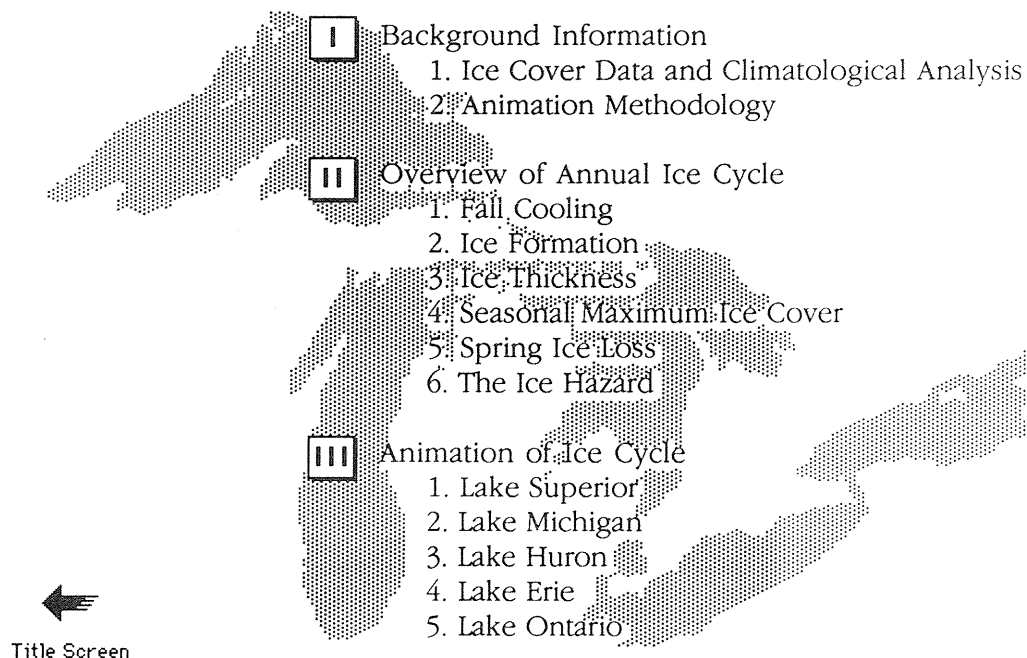 I Background Information
1. Ice Cover Data and Climatological Analysis
2. Animation Methodology
II Overview of Annual Ice Cycle
1. Fall Cooling
2. Ice Formation
3. Ice Thickness
4. Seasonal Maximum Ice Cover
5. Spring Ice Loss
6. The Ice Hazard
III Animation of Ice Cycle
1. Lake Superior
2. Lake Michigan
3. Lake Huron
4. Lake Erie
5. Lake Ontario
Title Screen